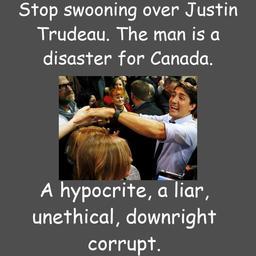 Stop swooning over Justin
Trudeau. The man is a
disaster for Canada.
A hypocrite, a liar,
unethical, downright
corrupt.